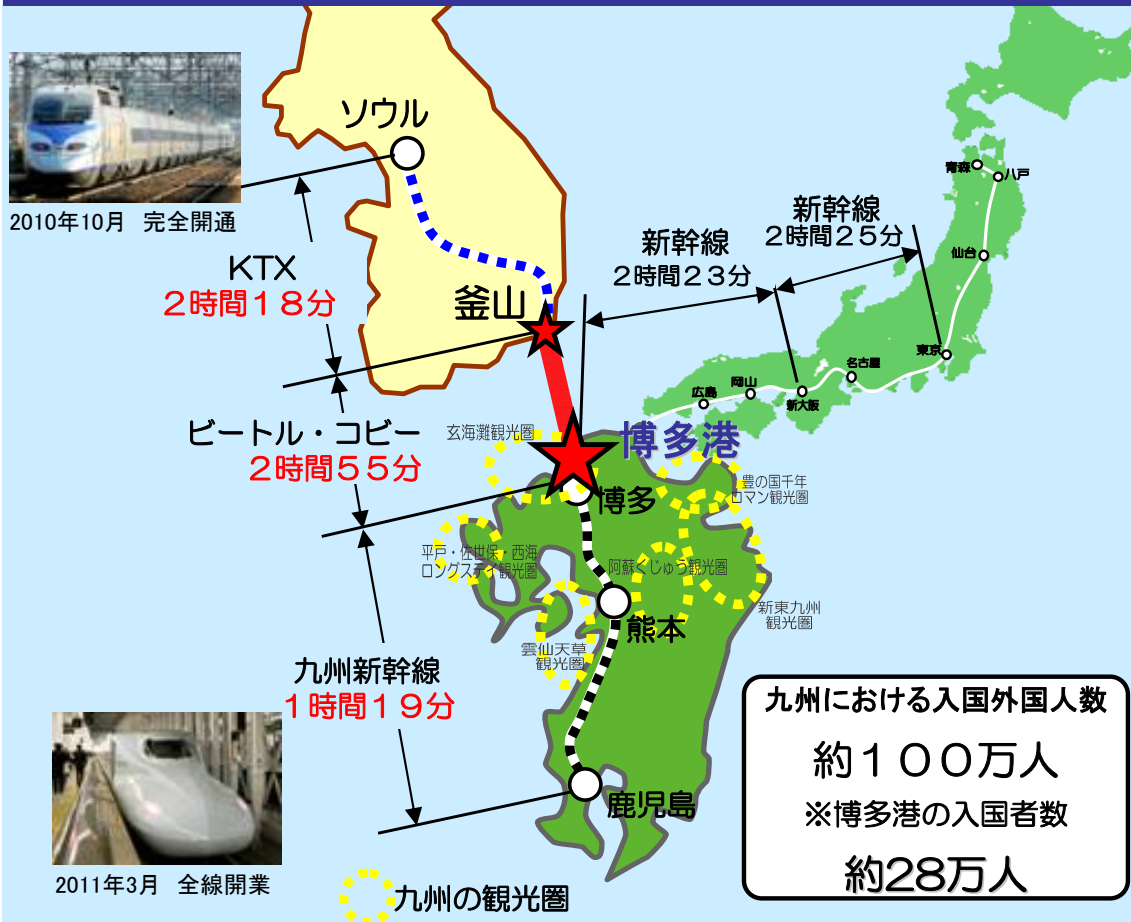 ソウル
2010年10月 完全開通
KTX
２時間１８分
釜山
新幹線
２時間２３分
新幹線
２時間２５分
青森
八戸
仙台
東京
名古屋
新大阪
岡山
広島
ビートル・コビー
２時間５５分
玄海灘観光圏
博多港
博多
豊の国千年
ロマン観光圏
平戸・佐世保・西海
ロングステイ観光圏
阿蘇くじゅう観光圏
新東九州
観光圏
熊本
雲仙天草
観光圏
九州新幹線
１時間１９分
鹿児島
2011年3月 全線開業
九州の観光圏
九州における入国外国人数
約１００万人
※博多港の入国者数
約28万人